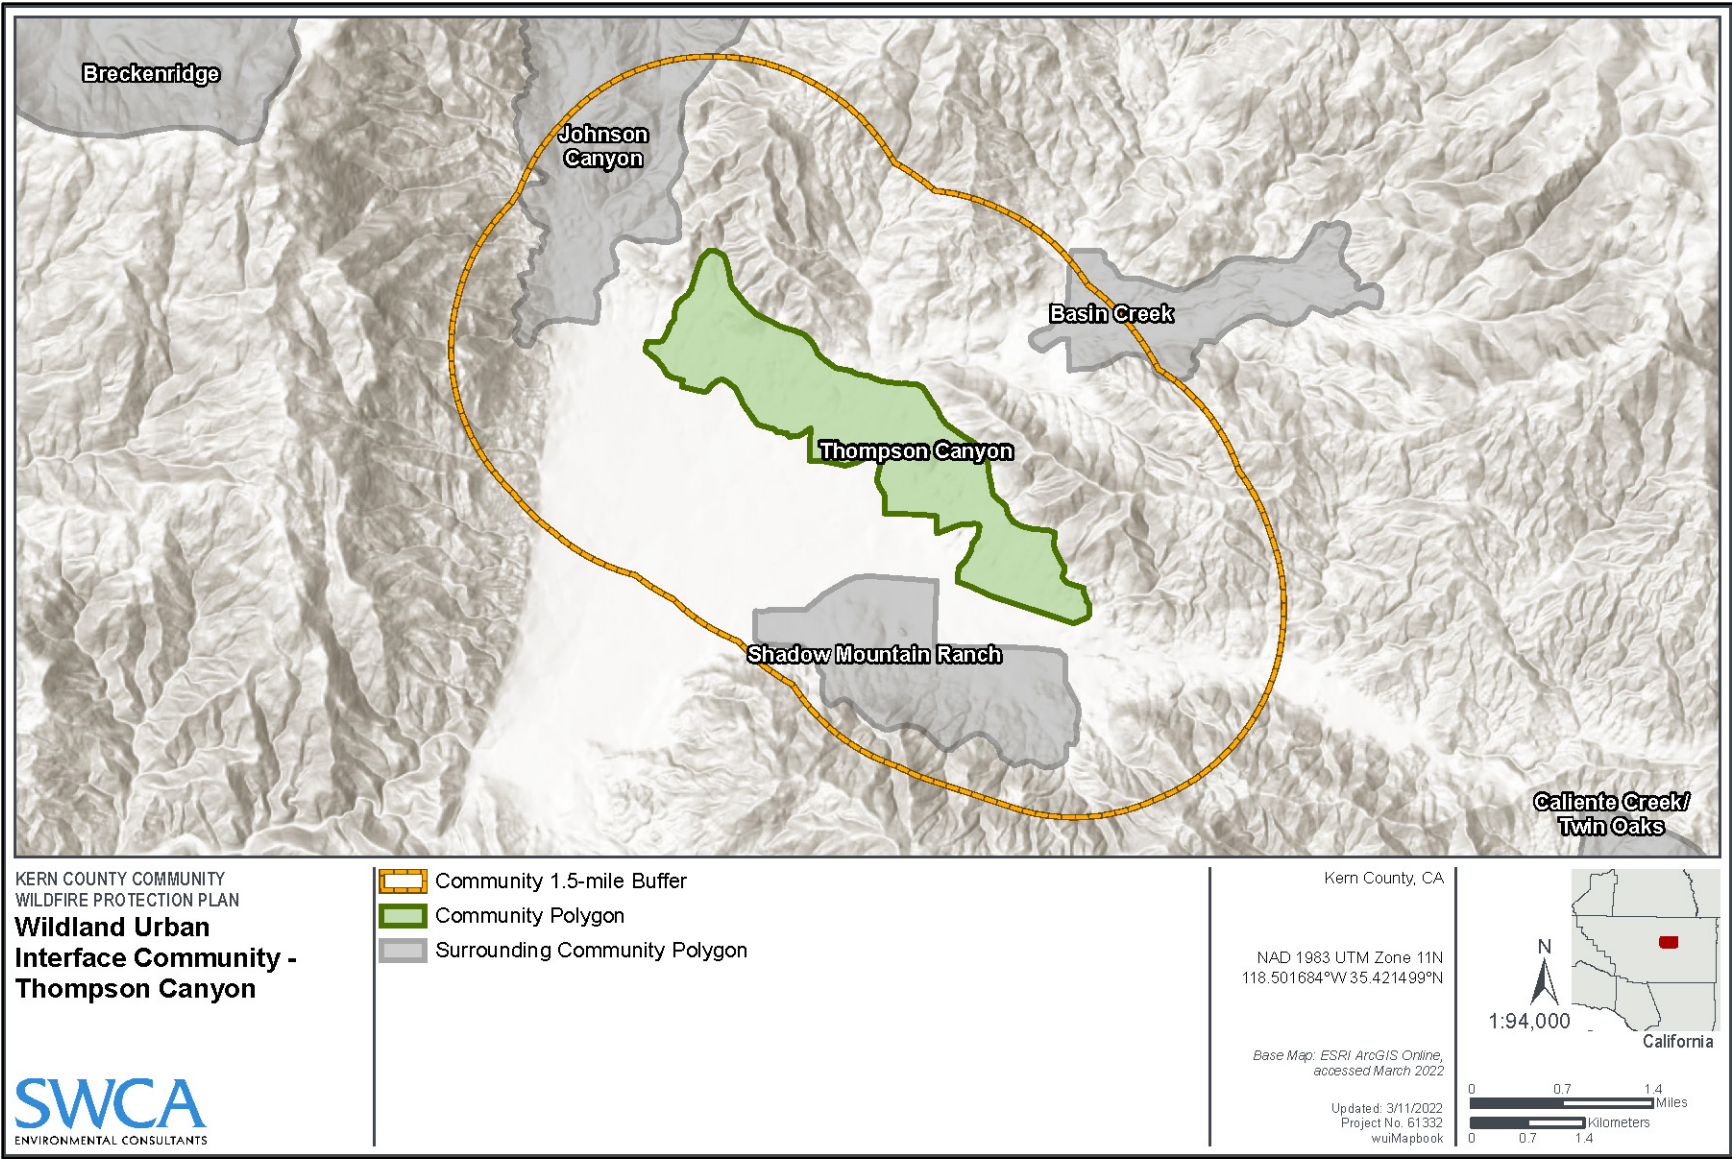 Breckenridge
Johnson
Canyon
Basin Creek
Thompson Canyon
Shadow Mountain Ranch
Caliente Creek/
Twin Oaks
KERN COUNTY COMMUNITY
WILDFIRE PROTECTION PLAN
Wildland Urban
Interface Community -
Thompson Canyon
SWCA
ENVIRONMENTAL CONSULTANTS
Community 1.5-mile Buffer
Community Polygon
Surrounding Community Polygon
Kern County, CA
NAD 1983 UTM Zone 11N
118.501684°W 35.421499°N
Base Map: ESRI ArcGIS Online,
accessed March 2022
Updated: 3/11/2022
Project No. 61332
wuiMapbook
N
1:94,000
California
0 0.7 1.4
Miles
Kilometers
0 0.7 1.4